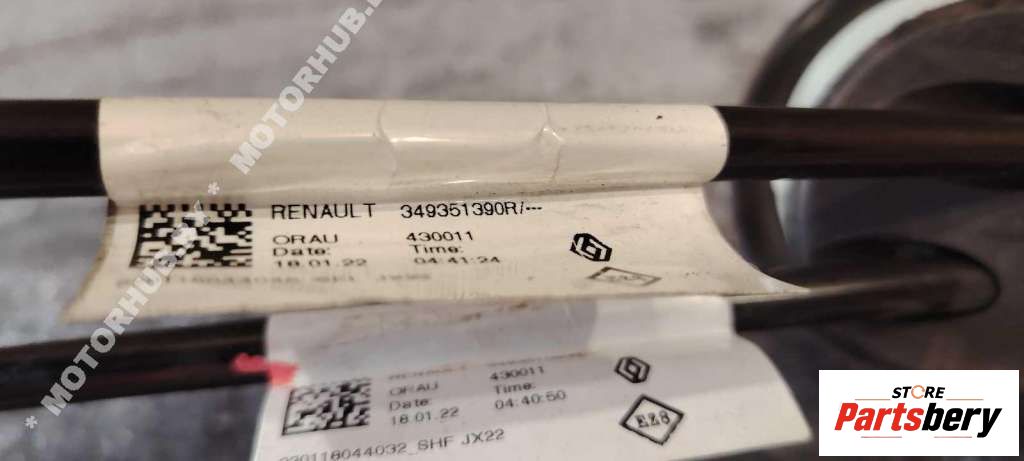 * MOTORHUB.
* MOTORHUB. *
RENAULT 349351390R/---
ORAU 430011
Date: Time:
18.01.22 04:41:24
ORAU 430011
Date: Time:
18.01.22 04:40:50
EZ8
030118044032_SHF JX22
STORE
Partsbery